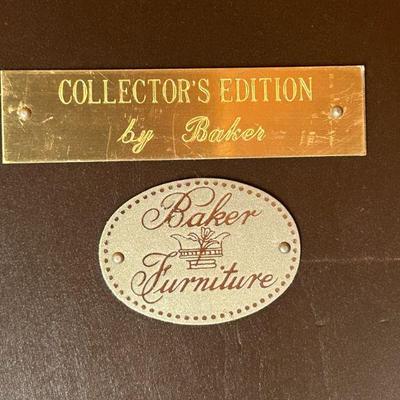 COLLECTOR'S EDITION
by Baker
Baker
Furniture